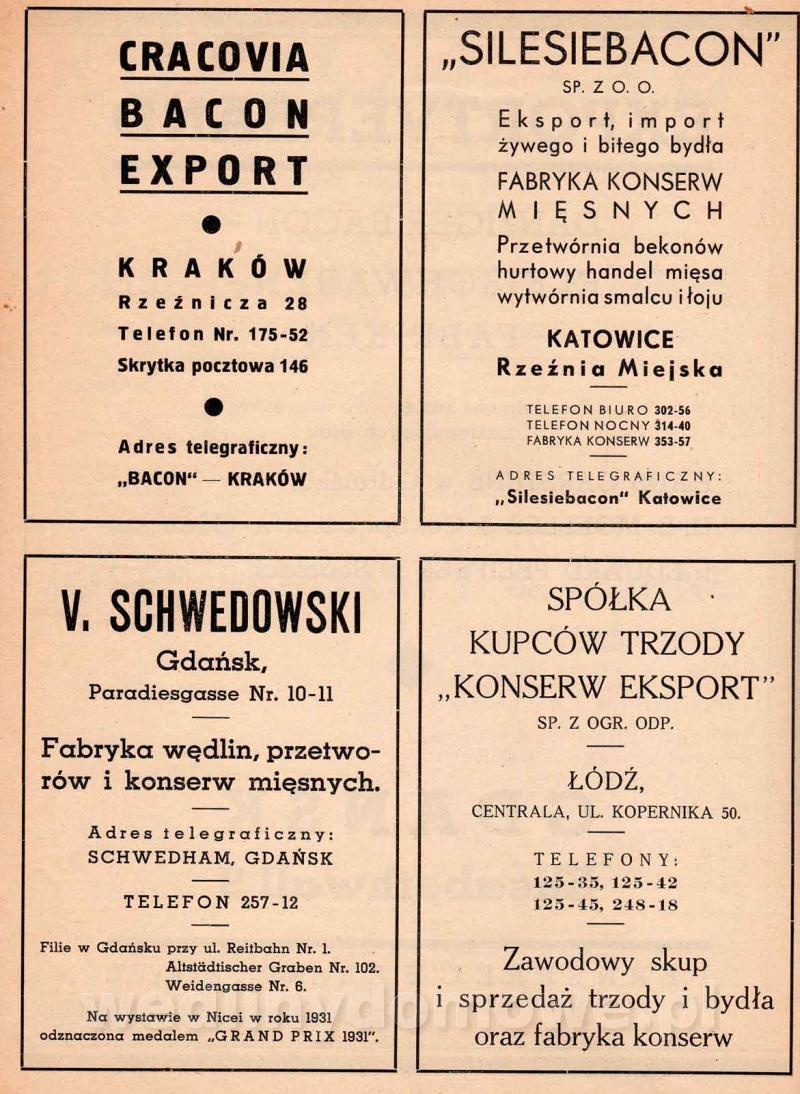 CRACOVIA
BACON
EXPORT
KRAKÓW
Rzeźnicza 28
Telefon Nr. 175-52
Skrytka pocztowa 146
Adres telegraficzny:
„BACON“ — KRAKÓW
„SILESIEBACON”
SP. Z O. O.
Eksport, import
żywego i bitego bydła
FABRYKA KONSERW
MIĘSNYCH
Przetwórnia bekonów
hurtowy handel mięsa
wytwórnia smalcu i łoju
KATOWICE
Rzeźnia Miejska
TELEFON BIURO 302-56
TELEFON NOCNY 314-40
FABRYKA KONSERW 353-57
ADRES TELEGRAFICZNY:
„Silesiebacon" Katowice
V. SCHWEDOWSKI
Gdańsk,
Paradiesgasse Nr. 10-11
Fabryka wędlin, przetwo-
rów i konserw mięsnych.
Adres telegraficzny:
SCHWEDHAM, GDAŃSK
TELEFON 257-12
Filie w Gdańsku przy ul. Reitbahn Nr. 1.
Altstädtischer Graben Nr. 102.
Weidengasse Nr. 6.
Na wystawie w Nicei w roku 1931
odznaczona medalem „GRAND PRIX 1931".
SPÓŁKA
KUPCÓW TRZODY
„KONSERW EKSPORT”
SP. Z OGR. ODP.
ŁÓDŹ,
CENTRALA, UL. KOPERNIKA 50.
TELEFONY:
125-35, 125-42
125-45, 248-18
Zawodowy skup
i sprzedaż trzody i bydła
oraz fabryka konserw
wedlinydomowe.pl